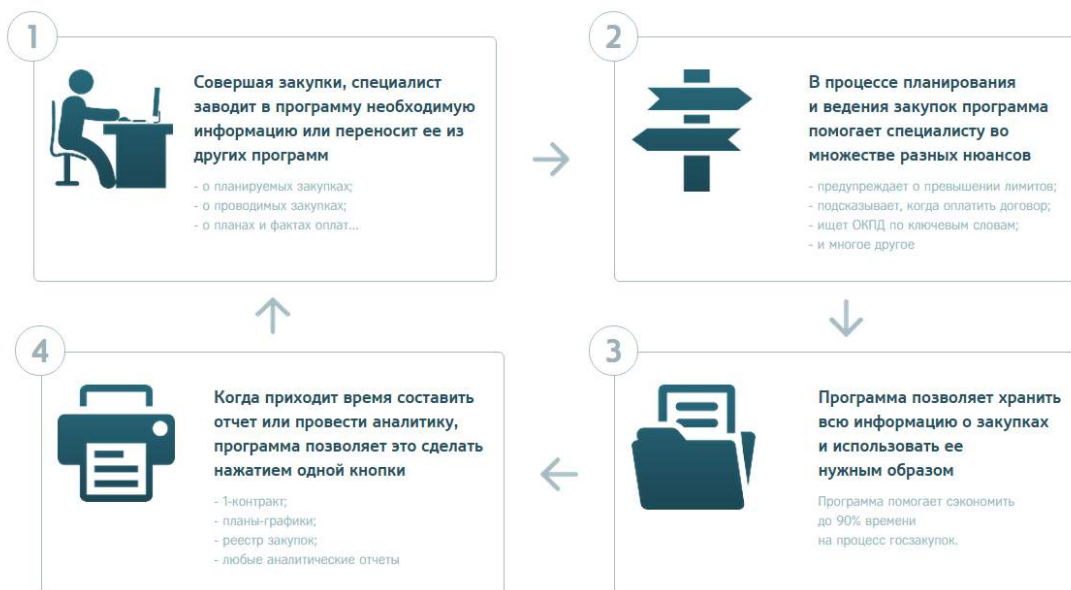 1
Совершая закупки, специалист
заводит в программу необходимую
информацию или переносит ее из
других программ
- о планируемых закупках;
- о проводимых закупках;
- о планах и фактах оплат...
2
В процессе планирования
и ведения закупок программа
помогает специалисту во
множестве разных нюансов
- предупреждает о превышении лимитов;
- подсказывает, когда оплатить договор;
- ищет ОКПД по ключевым словам;
- и многое другое
3
Программа позволяет хранить
всю информацию о закупках
и использовать ее
нужным образом
Программа помогает сэкономить
до 90% времени
на процесс госзакупок.
4
Когда приходит время составить
отчет или провести аналитику,
программа позволяет это сделать
нажатием одной кнопки
- 1-контракт;
- планы-графики;
- реестр закупок;
- любые аналитические отчеты